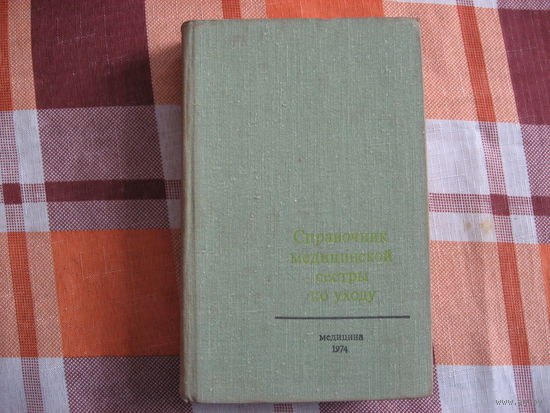 Справочник
медицинской
сестры
по уходу
медицина
1974